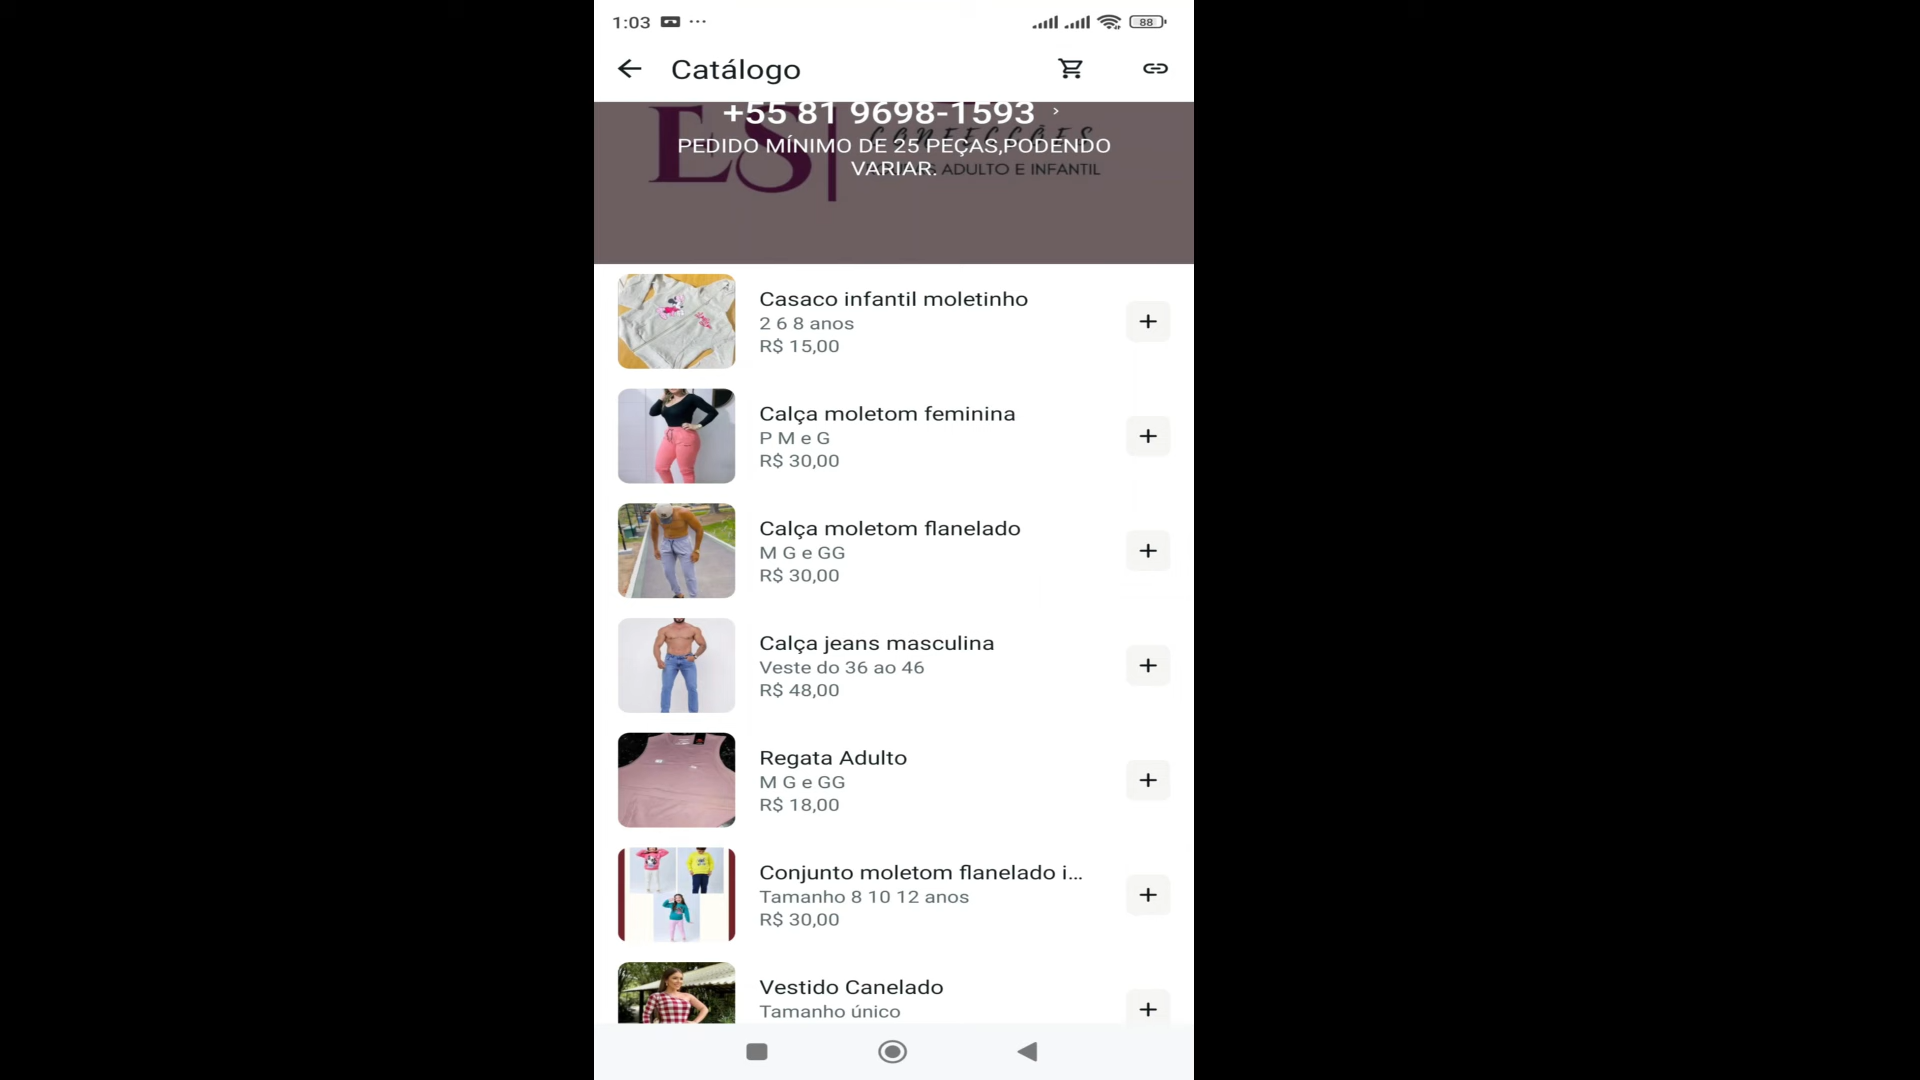 1:03
88
Catálogo
+55 81 9698-1593
CONFECÇÕES
PEDIDO MÍNIMO DE 25 PEÇAS,PODENDO
VARIAR.
ES
ADULTO E INFANTIL
Casaco infantil moletinho
2 6 8 anos
R$ 15,00
Calça moletom feminina
P M e G
R$ 30,00
Calça moletom flanelado
M G e GG
R$ 30,00
Calça jeans masculina
Veste do 36 ao 46
R$ 48,00
Regata Adulto
M G e GG
R$ 18,00
Conjunto moletom flanelado i...
Tamanho 8 10 12 anos
R$ 30,00
Vestido Canelado
Tamanho único